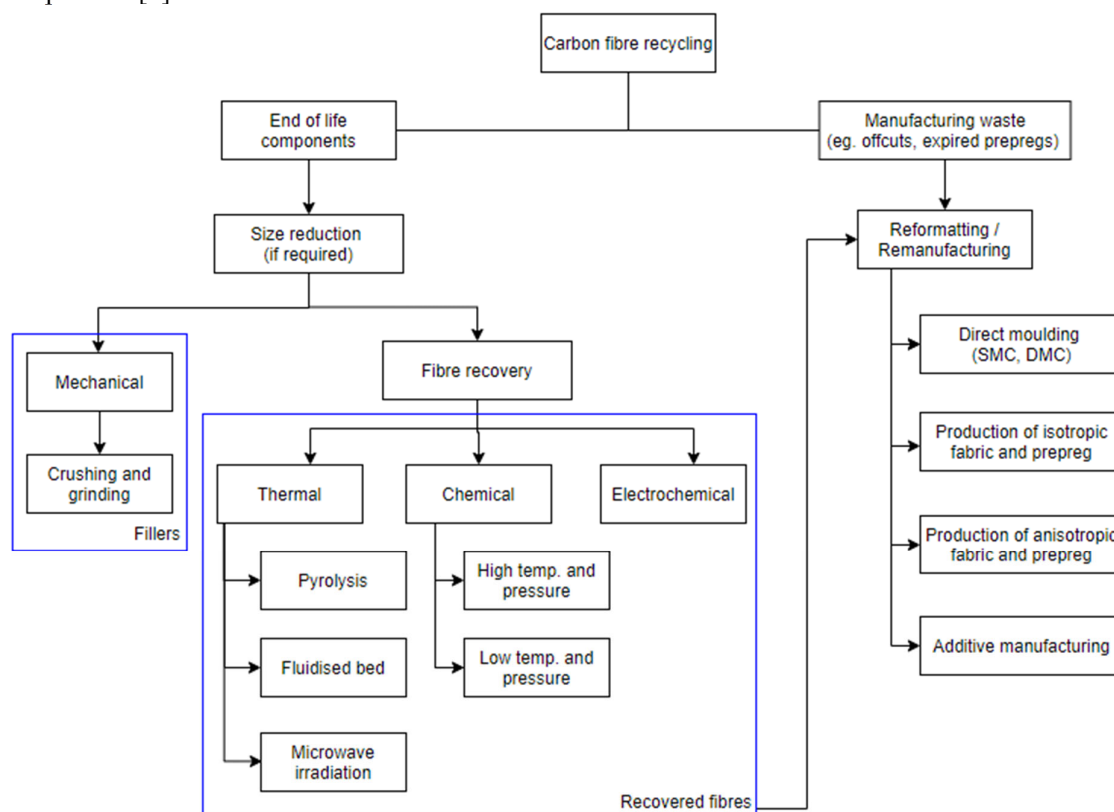 Carbon fibre recycling
End of life
components
Manufacturing waste
(eg. offcuts, expired prepregs)
Size reduction
(if required)
Reformatting /
Remanufacturing
Mechanical
Crushing and
grinding
Fillers
Fibre recovery
Thermal
Chemical
Electrochemical
Pyrolysis
Fluidised bed
Microwave
irradiation
High temp. and
pressure
Low temp. and
pressure
Recovered fibres
Direct moulding
(SMC, DMC)
Production of isotropic
fabric and prepreg
Production of anisotropic
fabric and prepreg
Additive manufacturing